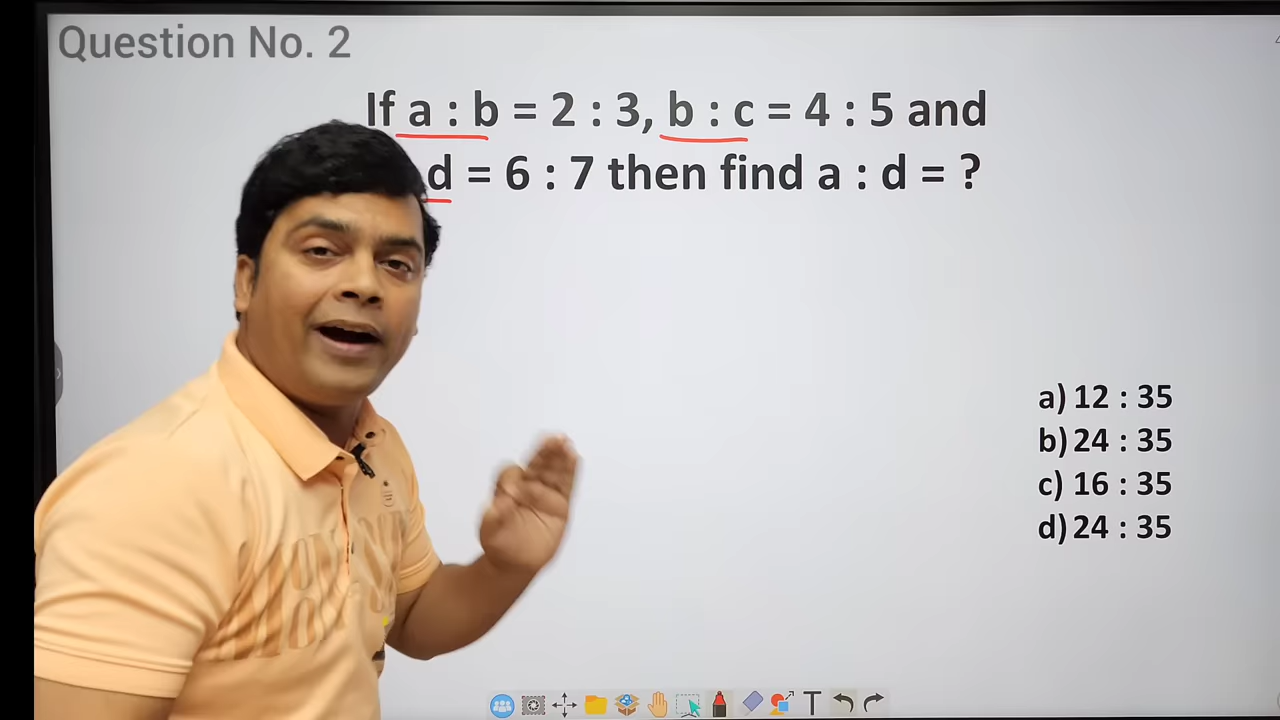 Question No. 2
If a : b = 2 : 3, b : c = 4 : 5 and
d = 6 : 7 then find a : d = ?
a) 12 : 35
b) 24 : 35
c) 16 : 35
d) 24 : 35
T